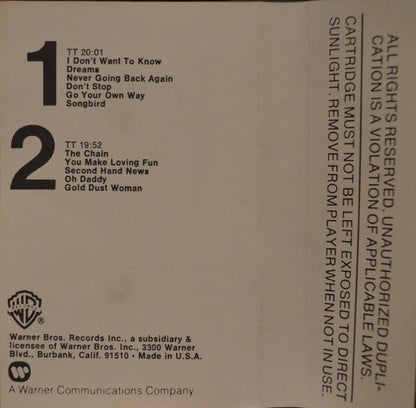 1
TT 20:01
I Don't Want To Know
Dreams
Never Going Back Again
Don't Stop
Go Your Own Way
Songbird
2
TT 19:52
The Chain
You Make Loving Fun
Second Hand News
Oh Daddy
Gold Dust Woman
WB®
Warner Bros. Records Inc., a subsidiary &
licensee of Warner Bros. Inc., 3300 Warner
Blvd., Burbank, Calif. 91510 • Made in U.S.A.
A Warner Communications Company
ALL RIGHTS RESERVED. UNAUTHORIZED DUPLI-
CATION IS A VIOLATION OF APPLICABLE LAWS.
CARTRIDGE MUST NOT BE LEFT EXPOSED TO DIRECT
SUNLIGHT. REMOVE FROM PLAYER WHEN NOT IN USE.